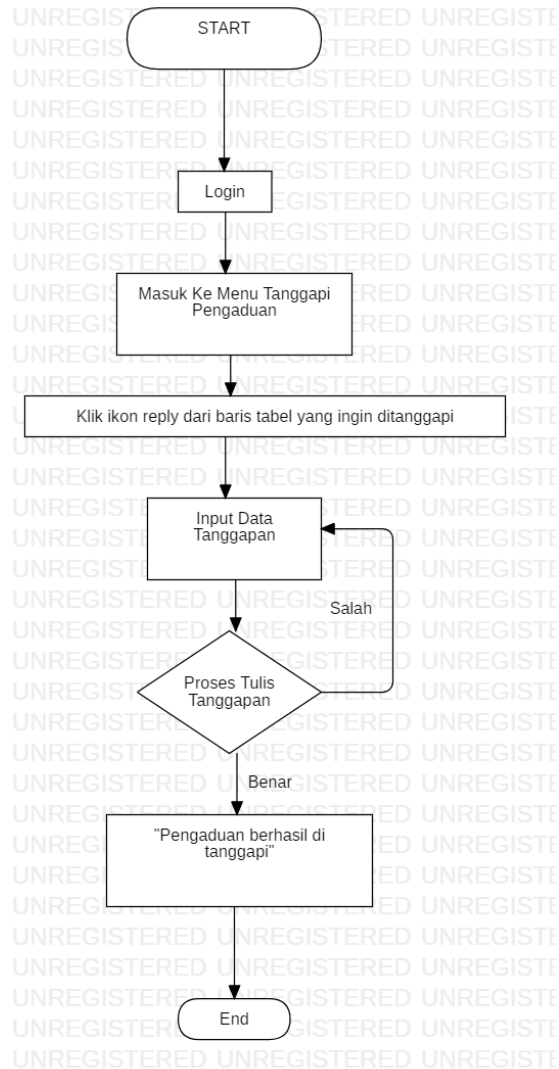 START
Login
Masuk Ke Menu Tanggapi
Pengaduan
Klik ikon reply dari baris tabel yang ingin ditanggapi
Input Data
Tanggapan
Salah
Proses Tulis
Tanggapan
Benar
"Pengaduan berhasil di
tanggapi"
End